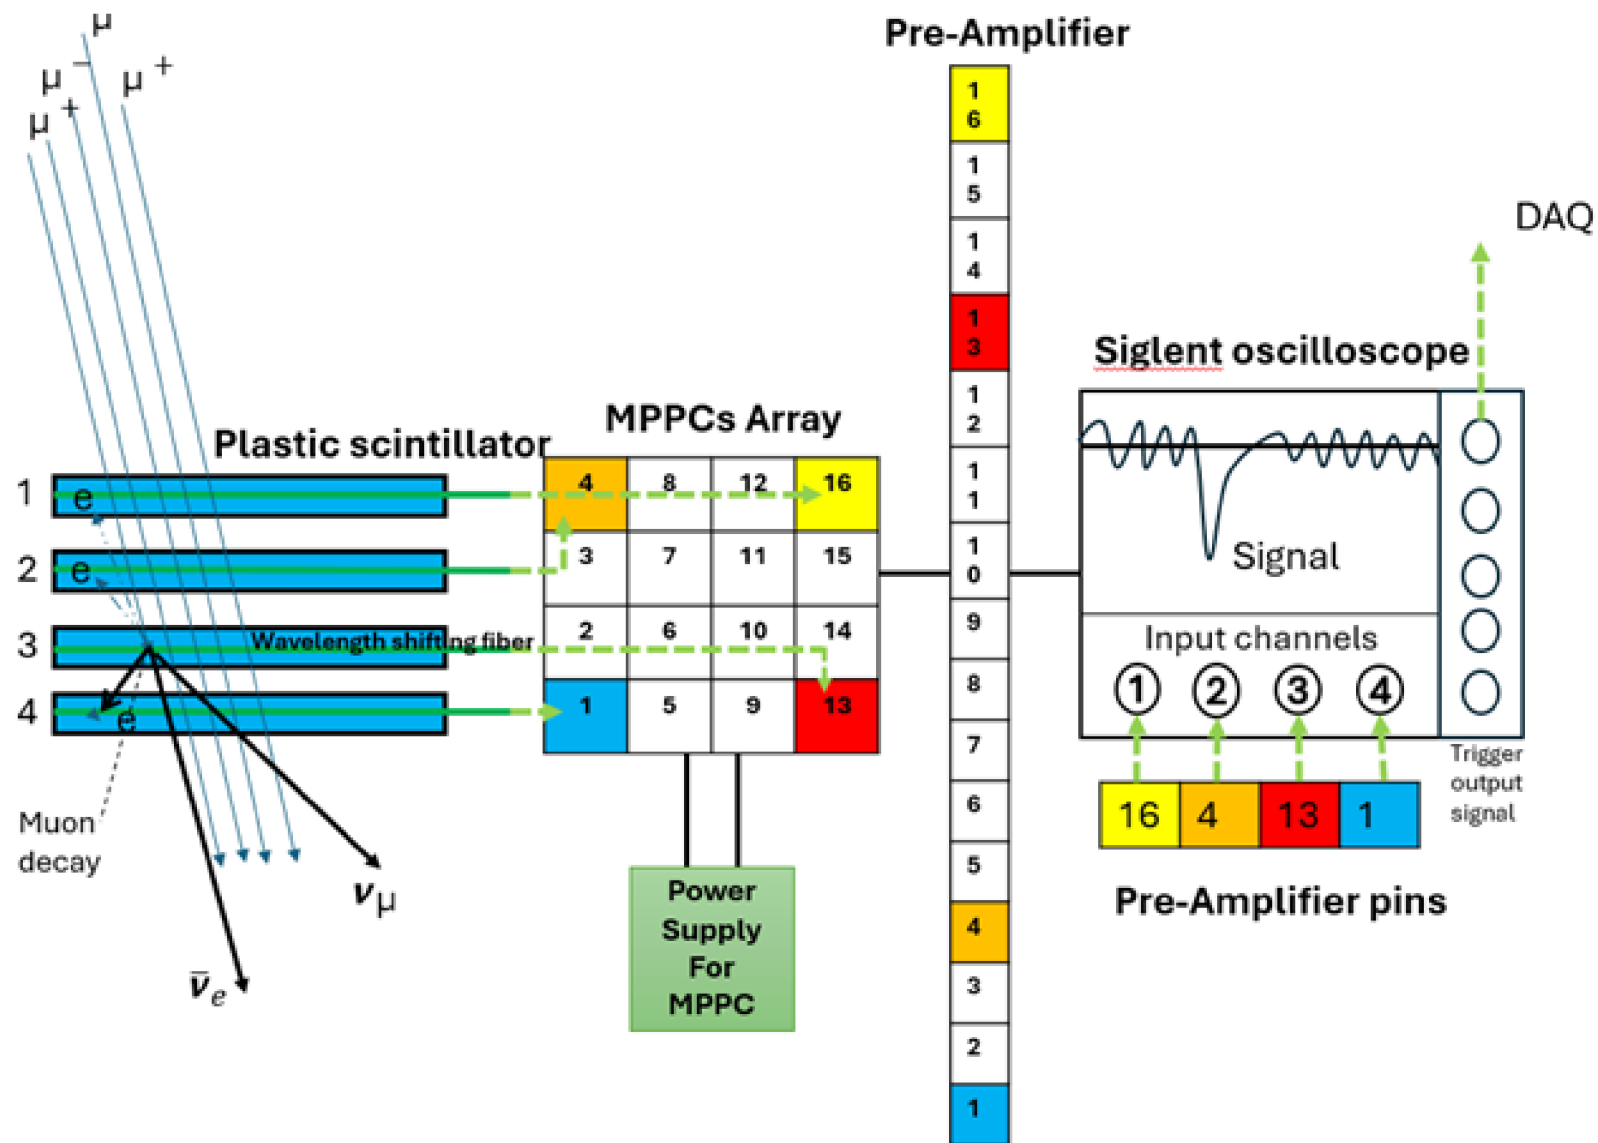 μ
μ⁻
μ⁺
μ⁺
Pre-Amplifier
16
15
14
13
12
11
10
9
8
7
6
5
4
3
2
1
DAQ
Siglent oscilloscope
Signal
Input channels
1 2 3 4
Trigger
output
signal
16 4 13 1
Pre-Amplifier pins
MPPCs Array
4 8 12 16
3 7 11 15
2 6 10 14
1 5 9 13
Power
Supply
For
MPPC
Plastic scintillator
1 e
2 e
3 Wavelength shifting fiber
4 e
Muon
decay
νμ
ν̅e